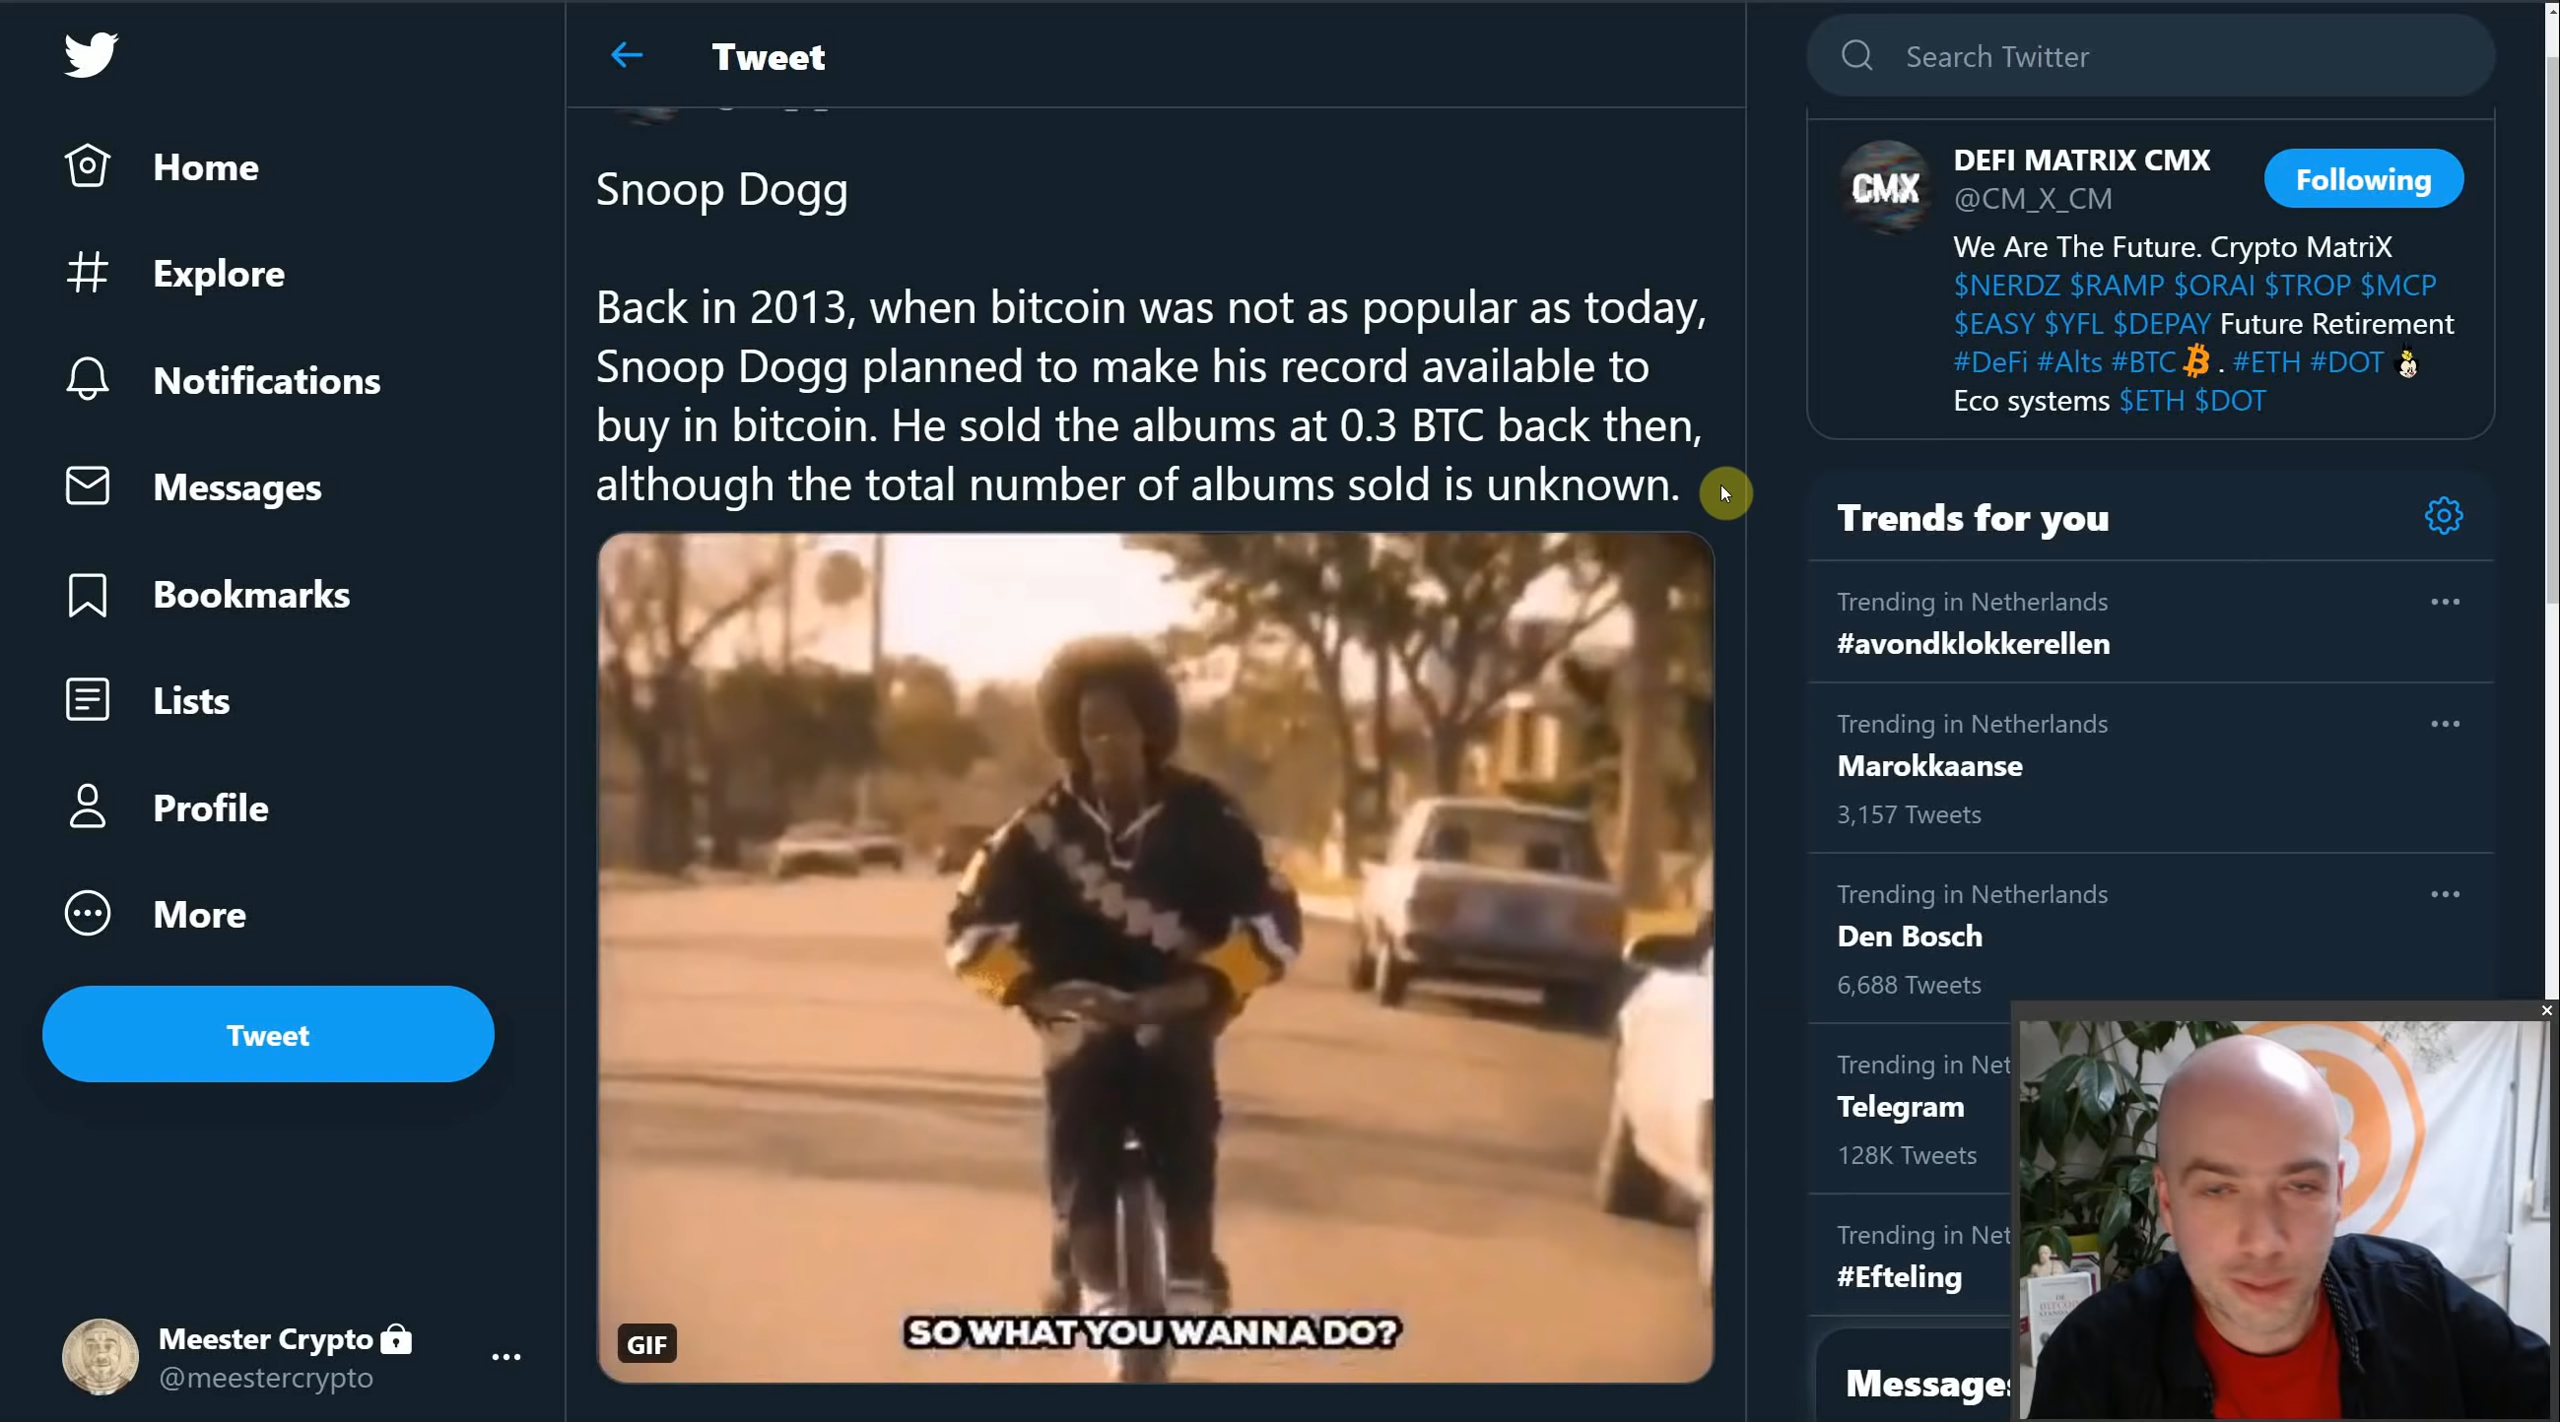 Tweet
Search Twitter
Home
Explore
Notifications
Messages
Bookmarks
Lists
Profile
More
Tweet
Meester Crypto
@meestercrypto
Snoop Dogg
Back in 2013, when bitcoin was not as popular as today,
Snoop Dogg planned to make his record available to
buy in bitcoin. He sold the albums at 0.3 BTC back then,
although the total number of albums sold is unknown.
SO WHAT YOU WANNA DO?
GIF
CMX
DEFI MATRIX CMX
@CM_X_CM
Following
We Are The Future. Crypto MatriX
$NERDZ $RAMP $ORAI $TROP $MCP
$EASY $YFL $DEPAY Future Retirement
#DeFi #Alts #BTC . #ETH #DOT
Eco systems $ETH $DOT
Trends for you
Trending in Netherlands
#avondklokkerellen
Trending in Netherlands
Marokkaanse
3,157 Tweets
Trending in Netherlands
Den Bosch
6,688 Tweets
Trending in Net
Telegram
128K Tweets
Trending in Net
#Efteling
Messages